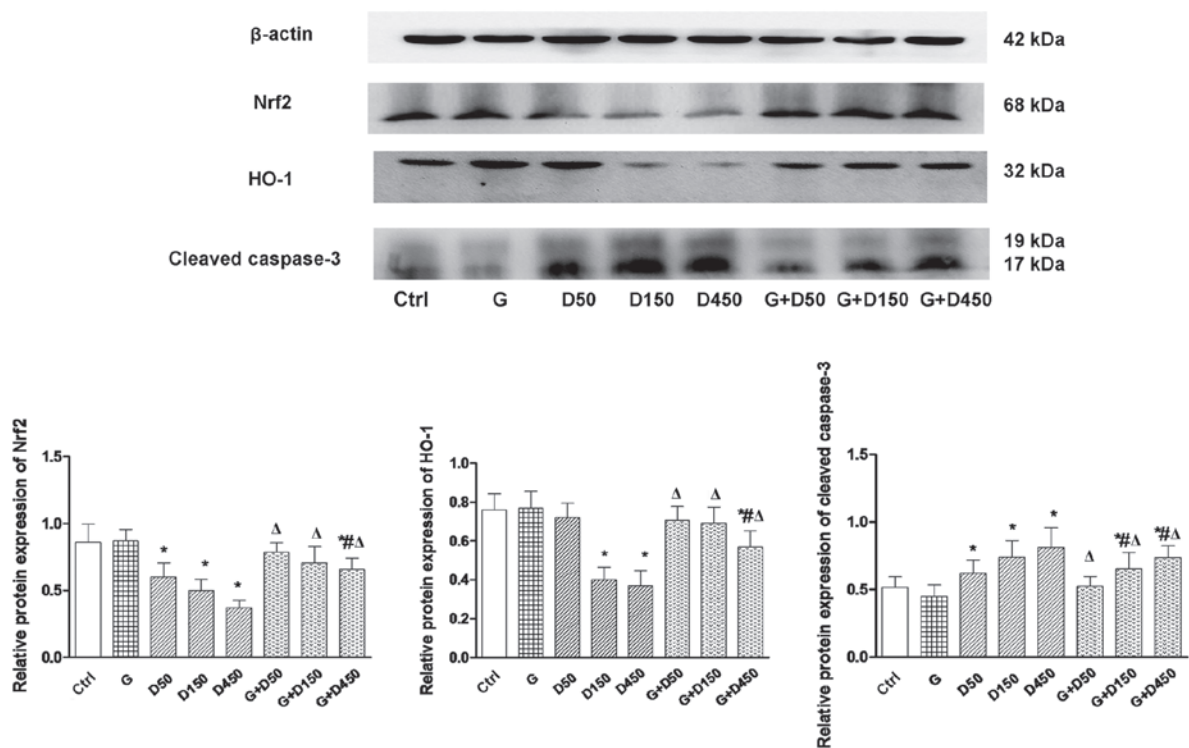 β-actin 42 kDa
Nrf2 68 kDa
HO-1 32 kDa
19 kDa
Cleaved caspase-3 17 kDa
Ctrl G D50 D150 D450 G+D50 G+D150 G+D450
Relative protein expression of Nrf2
1.5
1.0
0.5
0.0
* * * Δ Δ *#Δ
Ctrl G D50 D150 D450 G+D50 G+D150 G+D450
Relative protein expression of HO-1
1.0
0.8
0.6
0.4
0.2
0.0
* * Δ Δ *#Δ
Ctrl G D50 D150 D450 G+D50 G+D150 G+D450
Relative protein expression of cleaved caspase-3
1.5
1.0
0.5
0.0
* * * Δ *#Δ *#Δ
Ctrl G D50 D150 D450 G+D50 G+D150 G+D450